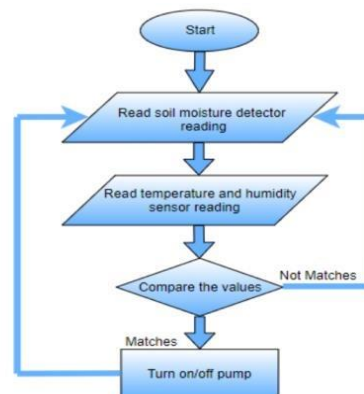 Start
Read soil moisture detector
reading
Read temperature and humidity
sensor reading
Compare the values
Not Matches
Matches
Turn on/off pump